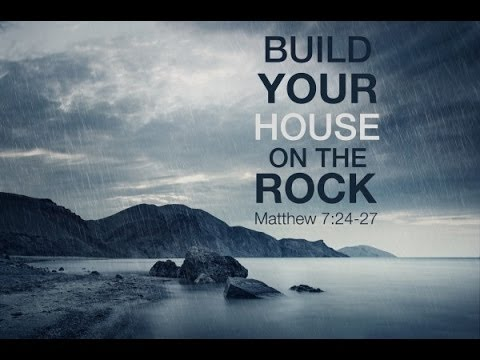 BUILD
YOUR
HOUSE
ON THE
ROCK
Matthew 7:24-27